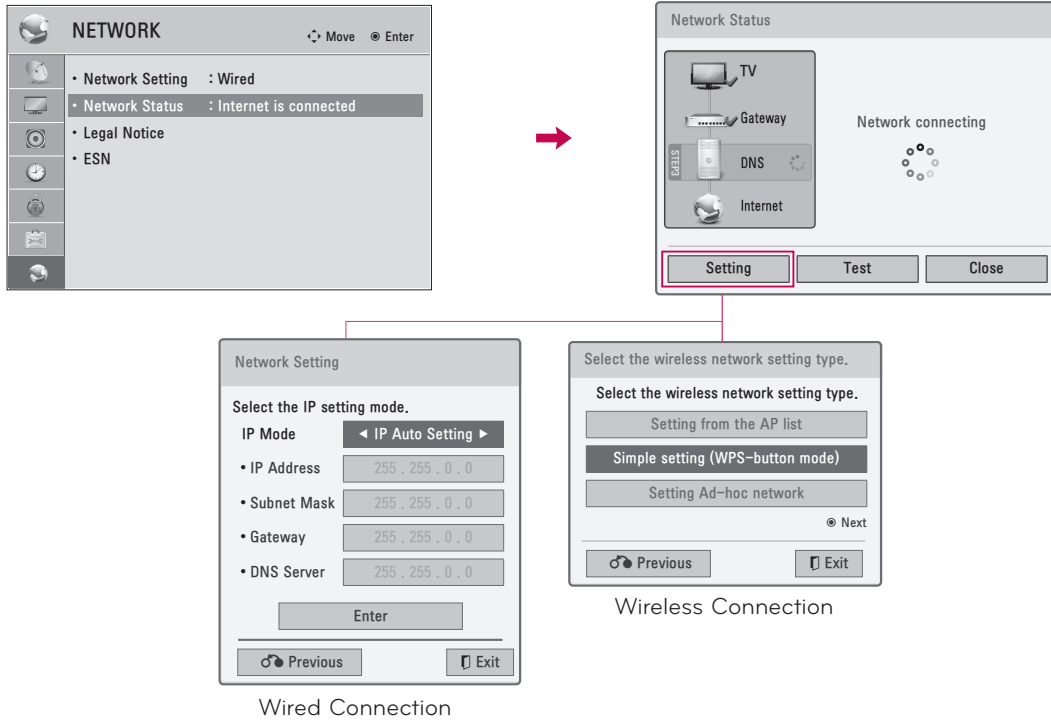 NETWORK
Move Enter
• Network Setting : Wired
• Network Status : Internet is connected
• Legal Notice
• ESN
Network Status
TV
Gateway
STEP3
DNS
Internet
Network connecting
Setting Test Close
Network Setting
Select the IP setting mode.
IP Mode ◄ IP Auto Setting ►
• IP Address 255 . 255 . 0 . 0
• Subnet Mask 255 . 255 . 0 . 0
• Gateway 255 . 255 . 0 . 0
• DNS Server 255 . 255 . 0 . 0
Enter
Previous Exit
Wired Connection
Select the wireless network setting type.
Select the wireless network setting type.
Setting from the AP list
Simple setting (WPS-button mode)
Setting Ad-hoc network
Next
Previous Exit
Wireless Connection